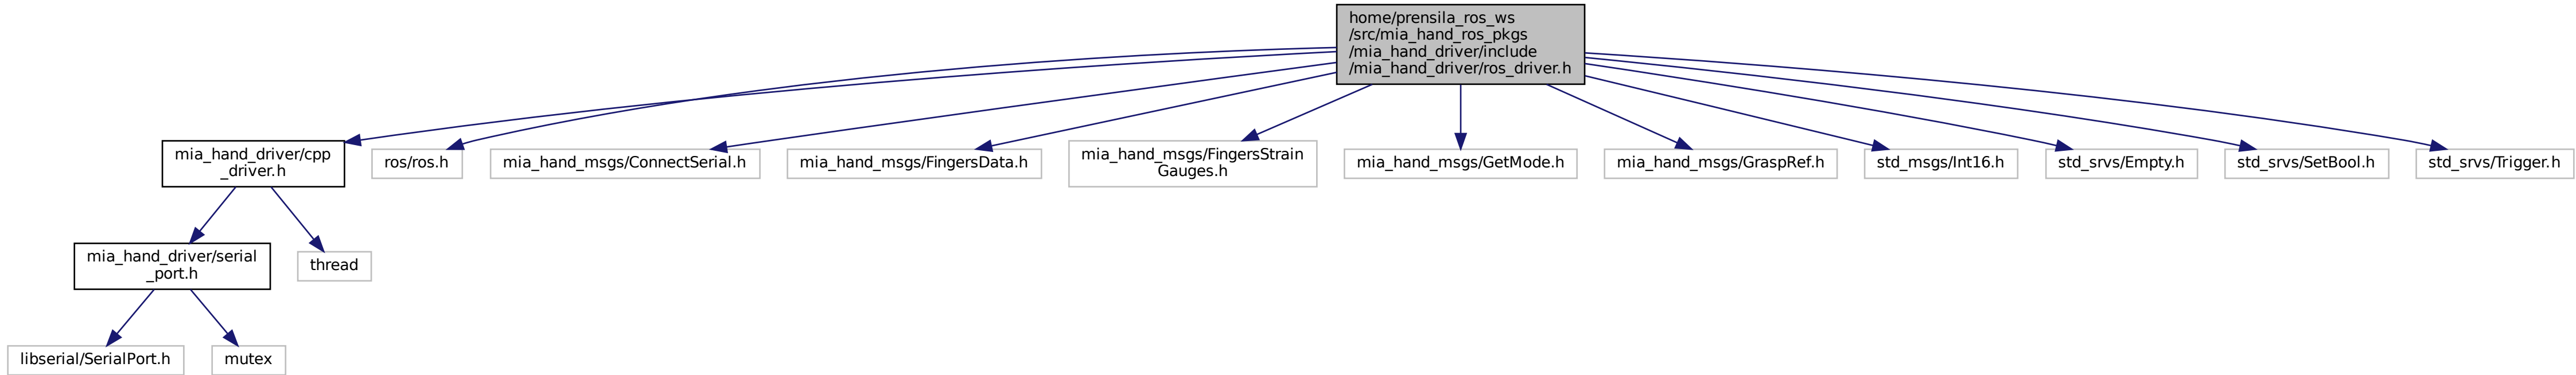 home/prensila_ros_ws
/src/mia_hand_ros_pkgs
/mia_hand_driver/include
/mia_hand_driver/ros_driver.h
mia_hand_driver/cpp
_driver.h
ros/ros.h
mia_hand_msgs/ConnectSerial.h
mia_hand_msgs/FingersData.h
mia_hand_msgs/FingersStrain
Gauges.h
mia_hand_msgs/GetMode.h
mia_hand_msgs/GraspRef.h
std_msgs/Int16.h
std_srvs/Empty.h
std_srvs/SetBool.h
std_srvs/Trigger.h
mia_hand_driver/serial
_port.h
thread
libserial/SerialPort.h
mutex